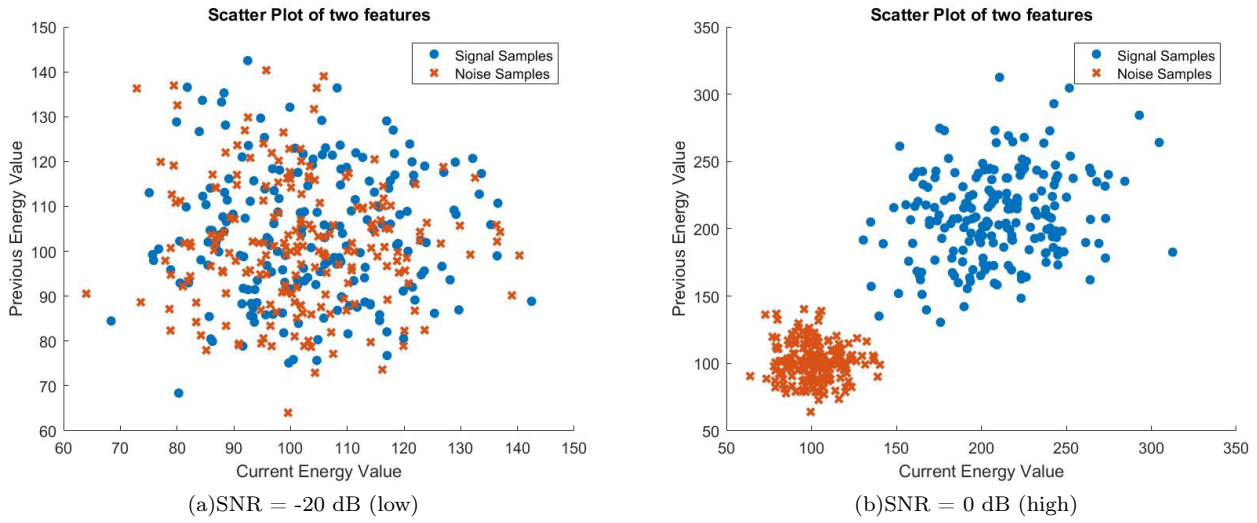 Scatter Plot of two features
Signal Samples
Noise Samples
150
140
130
120
110
100
90
80
70
60
Previous Energy Value
60 70 80 90 100 110 120 130 140 150
Current Energy Value
(a)SNR = -20 dB (low)
Scatter Plot of two features
Signal Samples
Noise Samples
350
300
250
200
150
100
50
Previous Energy Value
50 100 150 200 250 300 350
Current Energy Value
(b)SNR = 0 dB (high)